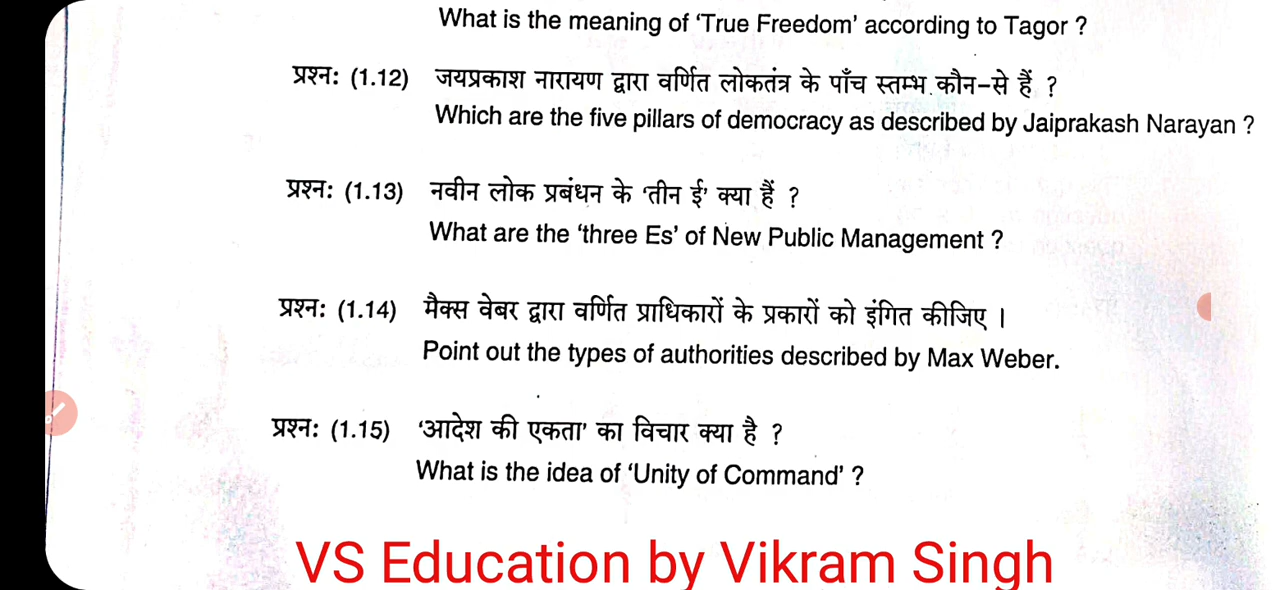 What is the meaning of ‘True Freedom’ according to Tagor ?
प्रश्न: (1.12) जयप्रकाश नारायण द्वारा वर्णित लोकतंत्र के पाँच स्तम्भ कौन-से हैं ?
Which are the five pillars of democracy as described by Jaiprakash Narayan ?
प्रश्न: (1.13) नवीन लोक प्रबंधन के ‘तीन ई’ क्या हैं ?
What are the ‘three Es’ of New Public Management ?
प्रश्न: (1.14) मैक्स वेबर द्वारा वर्णित प्राधिकारों के प्रकारों को इंगित कीजिए ।
Point out the types of authorities described by Max Weber.
प्रश्न: (1.15) ‘आदेश की एकता’ का विचार क्या है ?
What is the idea of ‘Unity of Command’ ?
VS Education by Vikram Singh